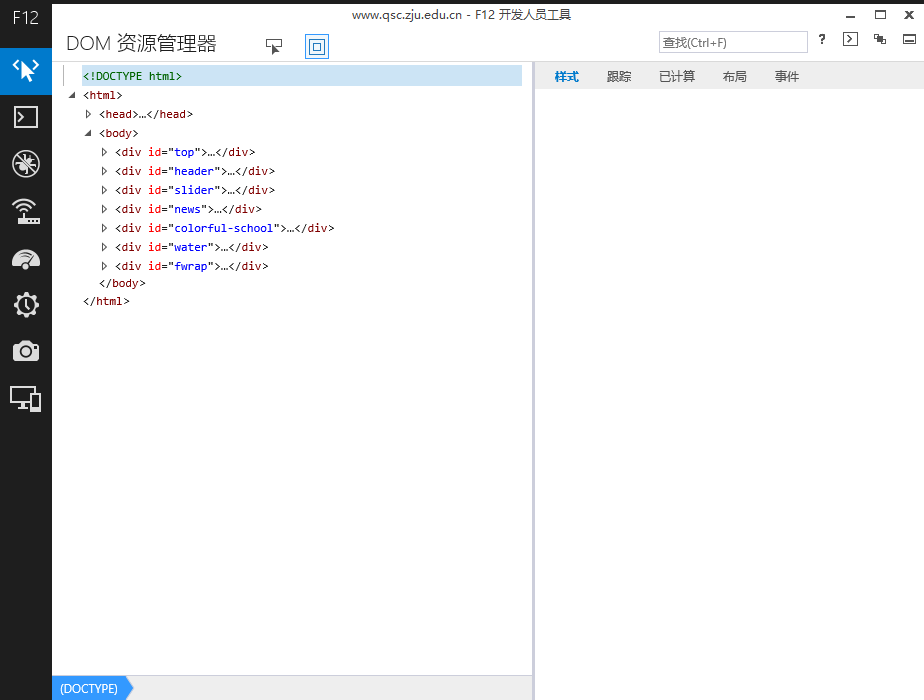 F12
www.qsc.zju.edu.cn - F12 开发人员工具
DOM 资源管理器
查找(Ctrl+F)
?
<!DOCTYPE html>
<html>
<head>…</head>
<body>
<div id="top">…</div>
<div id="header">…</div>
<div id="slider">…</div>
<div id="news">…</div>
<div id="colorful-school">…</div>
<div id="water">…</div>
<div id="fwrap">…</div>
</body>
</html>
样式 跟踪 已计算 布局 事件
(DOCTYPE)